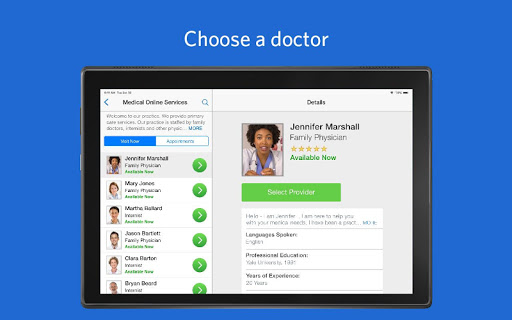 Choose a doctor
Medical Online Services
Details
Welcome to our practice. We provide primary
care services. Our practice is staffed by family
doctors, internists and other physic... MORE
Visit Now
Appointments
Jennifer Marshall
Family Physician
Available Now
Mary Jones
Family Physician
Available Now
Martha Ballard
Internist
Available Now
Jason Bartlett
Family Physician
Available Now
Clara Barton
Internist
Available Now
Bryan Beard
Internist
Jennifer Marshall
Family Physician
Available Now
Select Provider
Hello - I am Jennifer. I am here to help you
with your medical needs. I have been a pract... MORE
Languages Spoken:
English
Professional Education:
Yale University, 1991
Years of Experience:
20 Years